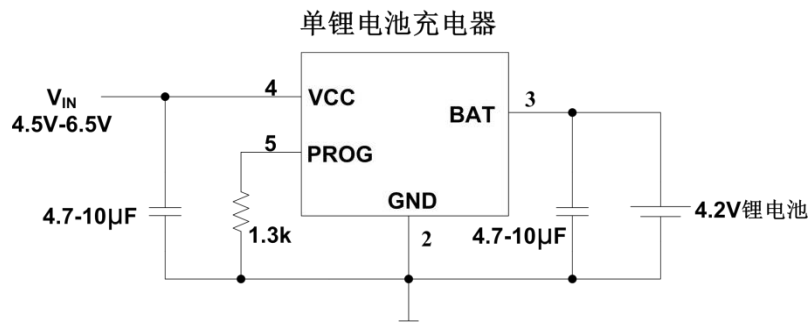 单锂电池充电器
4
VCC
VIN
4.5V-6.5V
3
BAT
5
PROG
GND
4.7-10μF
1.3k
2
4.7-10μF
4.2V锂电池